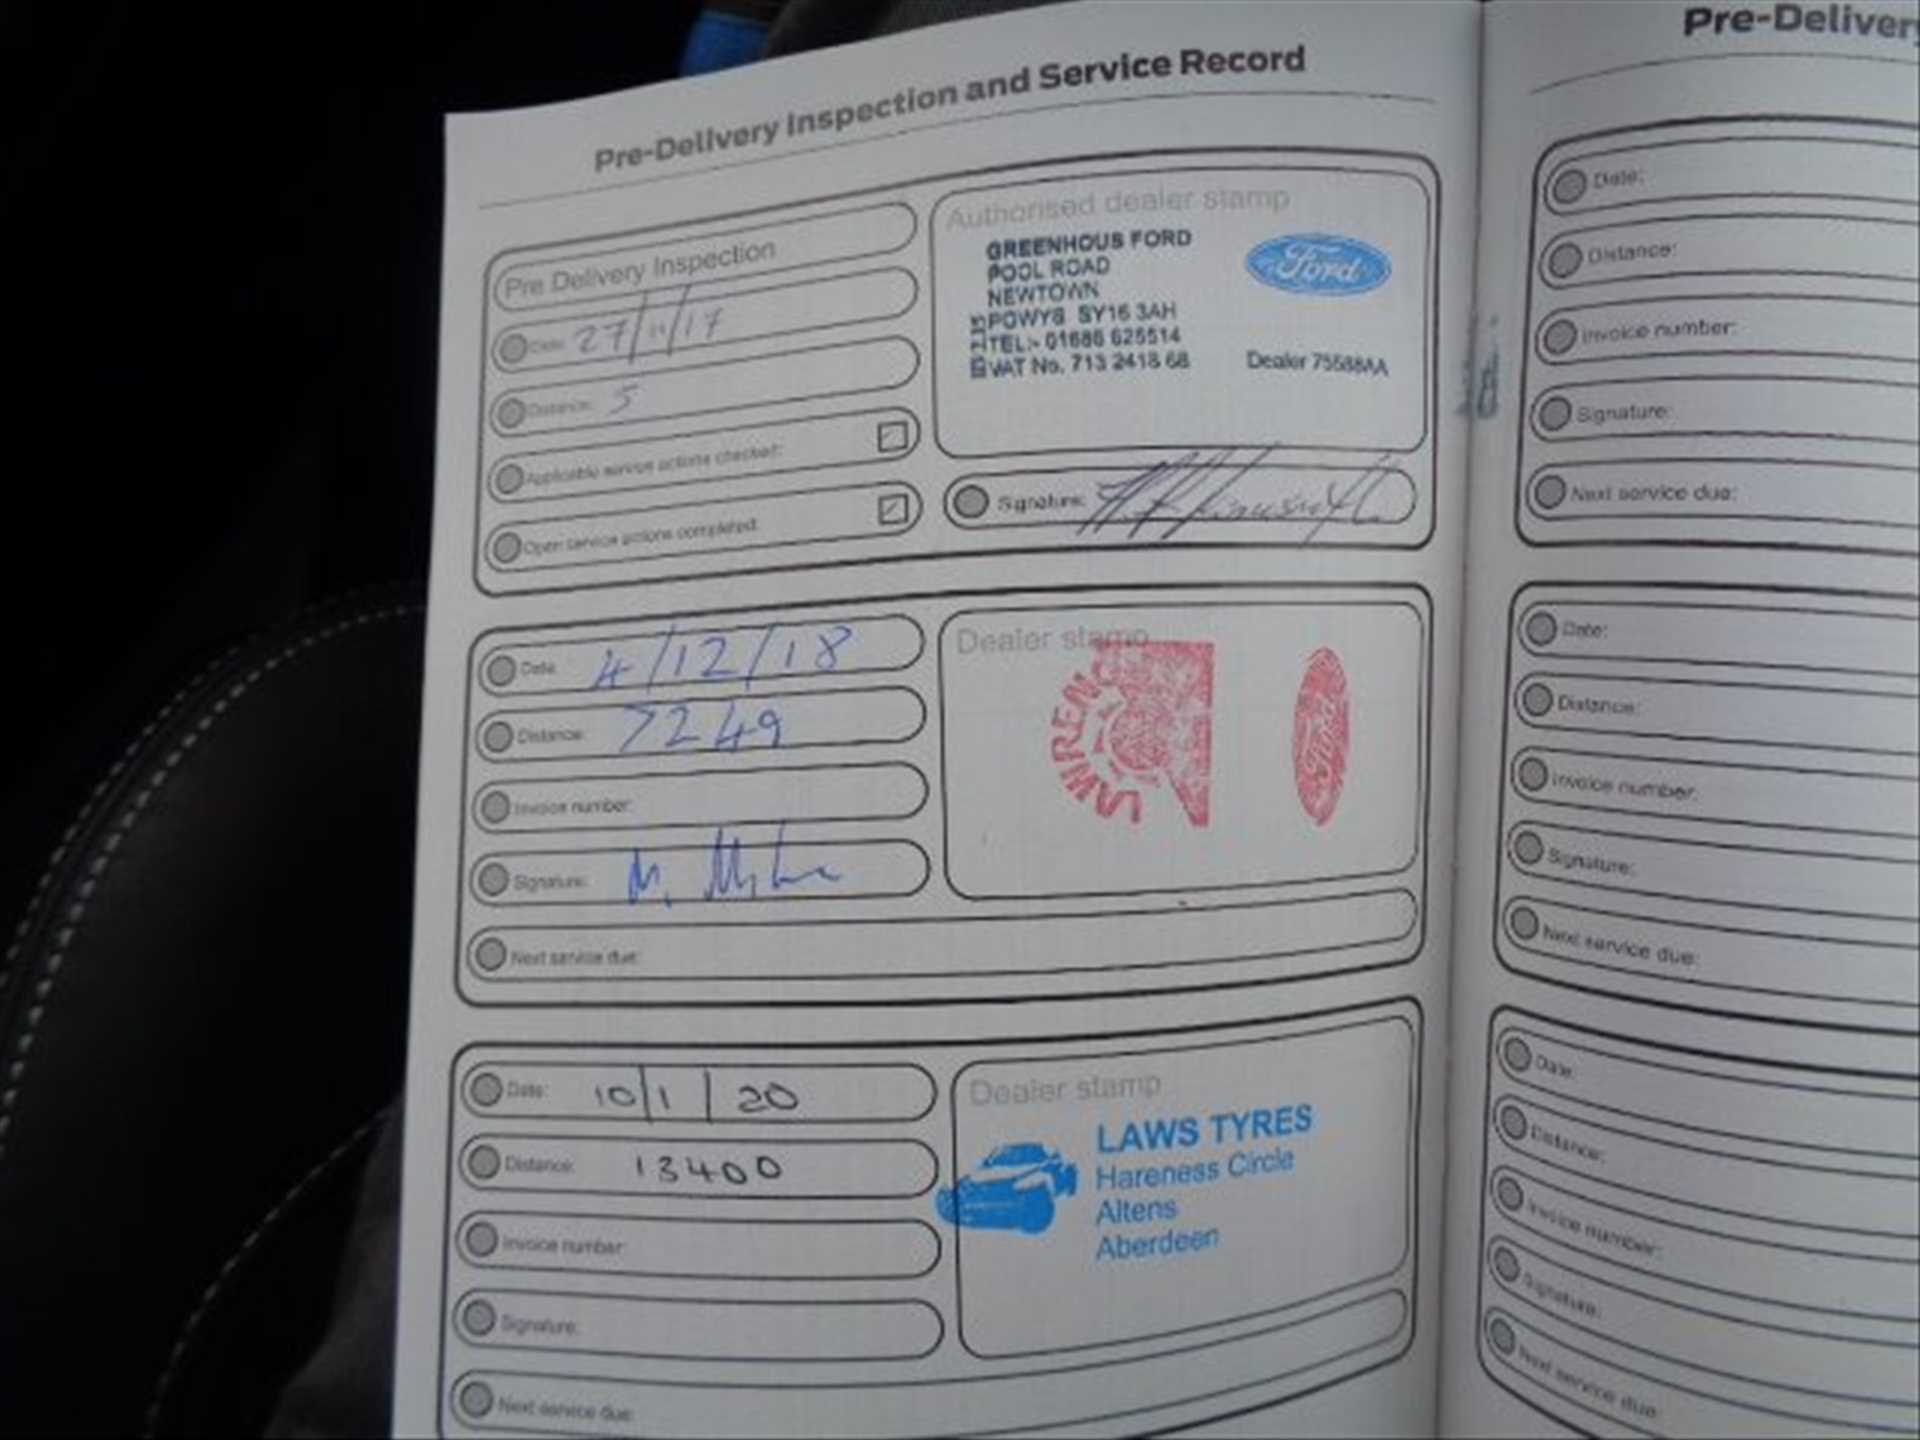 Pre-Delivery Inspection and Service Record
Pre Delivery Inspection
Date: 27/11/17
Distance: 5
Applicable service actions checked:
Open service actions completed:
Authorised dealer stamp
GREENHOUS FORD
POOL ROAD
NEWTOWN
POWYS SY16 3AH
TEL:- 01686 625514
VAT No. 713 2418 68
Ford
Dealer 75588AA
Signature:
Date: 4/12/18
Distance: 7249
Invoice number:
Signature:
Next service due:
Dealer stamp
LAWRENC
Ford
Date: 10/1/20
Distance: 13400
Invoice number:
Signature:
Next service due:
Dealer stamp
LAWS TYRES
Hareness Circle
Altens
Aberdeen
Pre-Delivery
Date:
Distance:
Invoice number:
Signature:
Next service due:
Date:
Distance:
Invoice number:
Signature:
Next service due:
Date:
Distance:
Invoice number:
Signature:
Next service due: